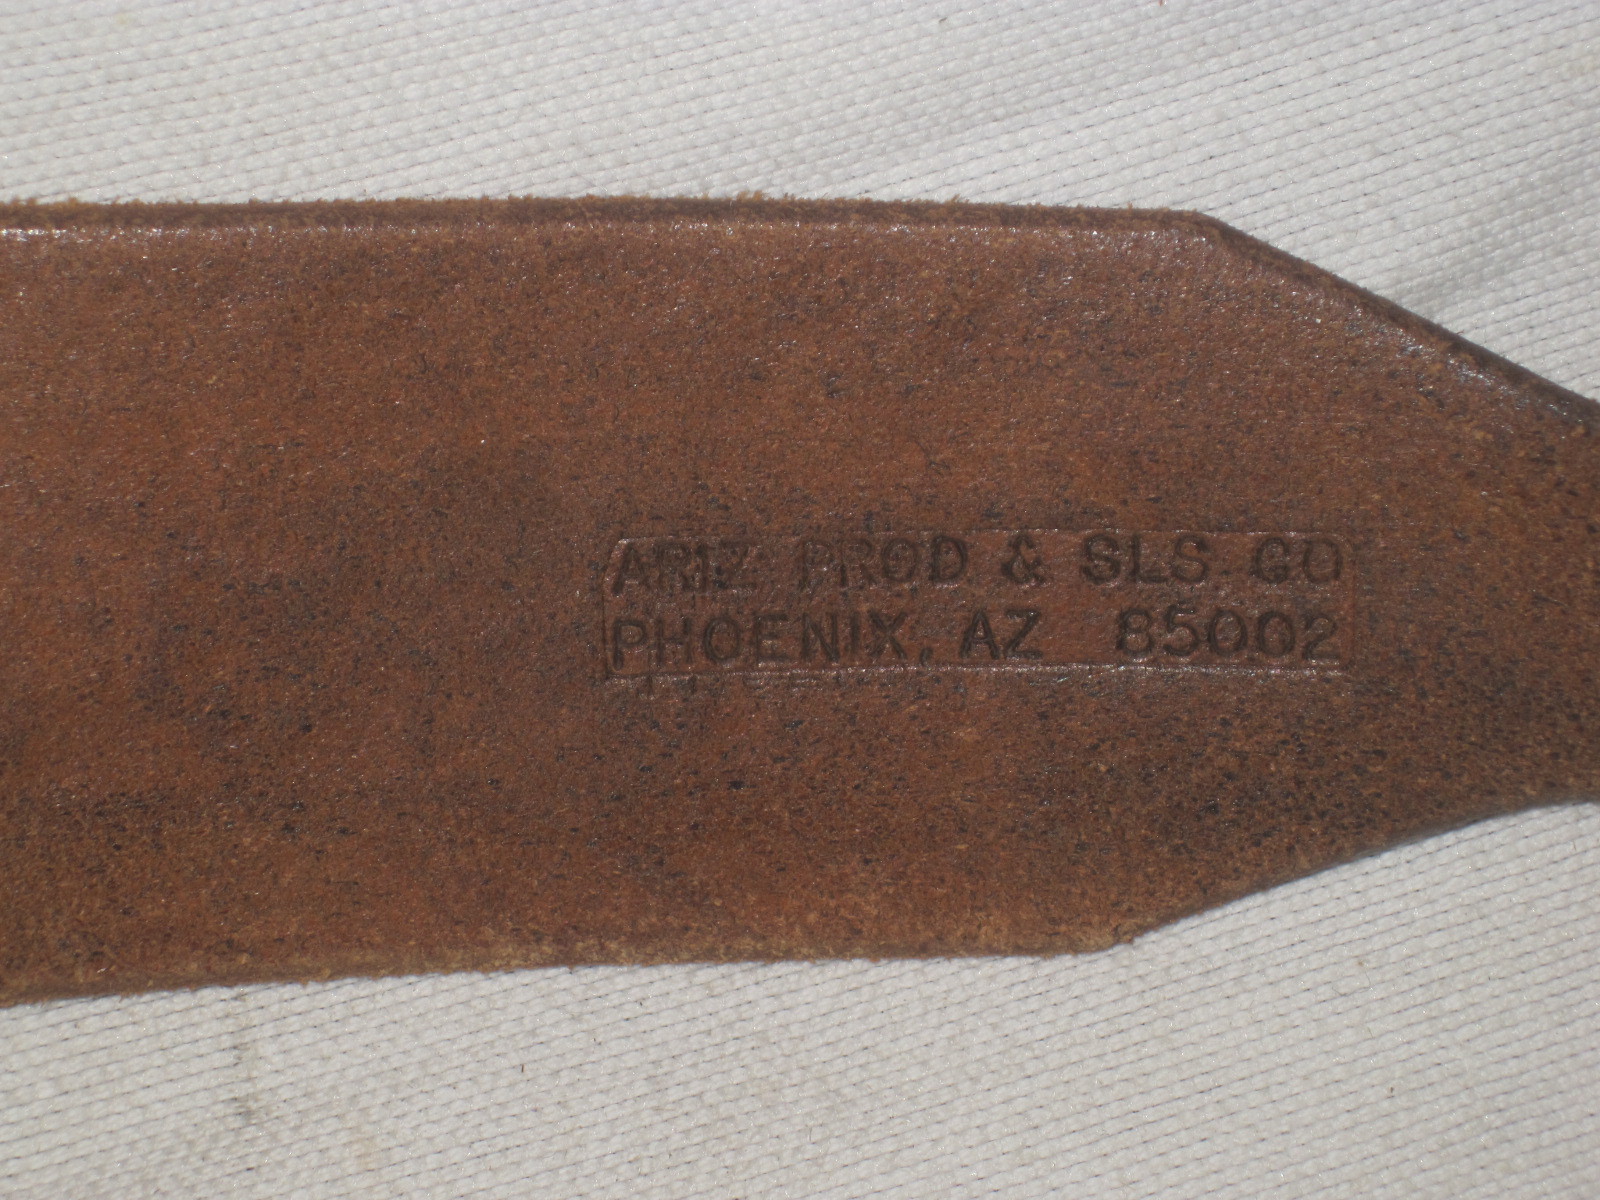 ARIZ PROD & SLS CO
PHOENIX, AZ 85002